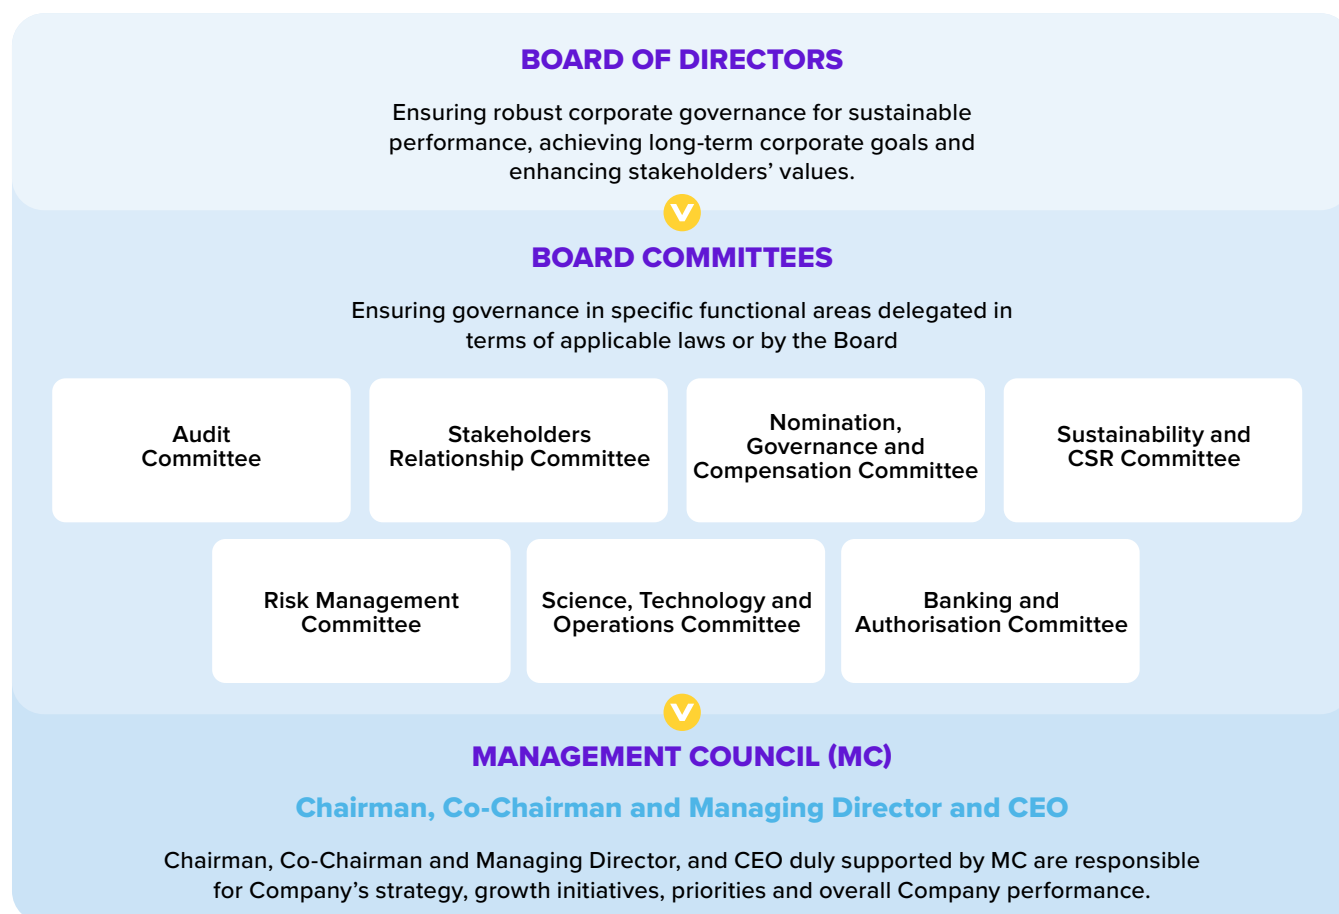 BOARD OF DIRECTORS
Ensuring robust corporate governance for sustainable
performance, achieving long-term corporate goals and
enhancing stakeholders’ values.
BOARD COMMITTEES
Ensuring governance in specific functional areas delegated in
terms of applicable laws or by the Board
Audit
Committee
Stakeholders
Relationship Committee
Nomination,
Governance and
Compensation Committee
Sustainability and
CSR Committee
Risk Management
Committee
Science, Technology and
Operations Committee
Banking and
Authorisation Committee
MANAGEMENT COUNCIL (MC)
Chairman, Co-Chairman and Managing Director and CEO
Chairman, Co-Chairman and Managing Director, and CEO duly supported by MC are responsible
for Company’s strategy, growth initiatives, priorities and overall Company performance.